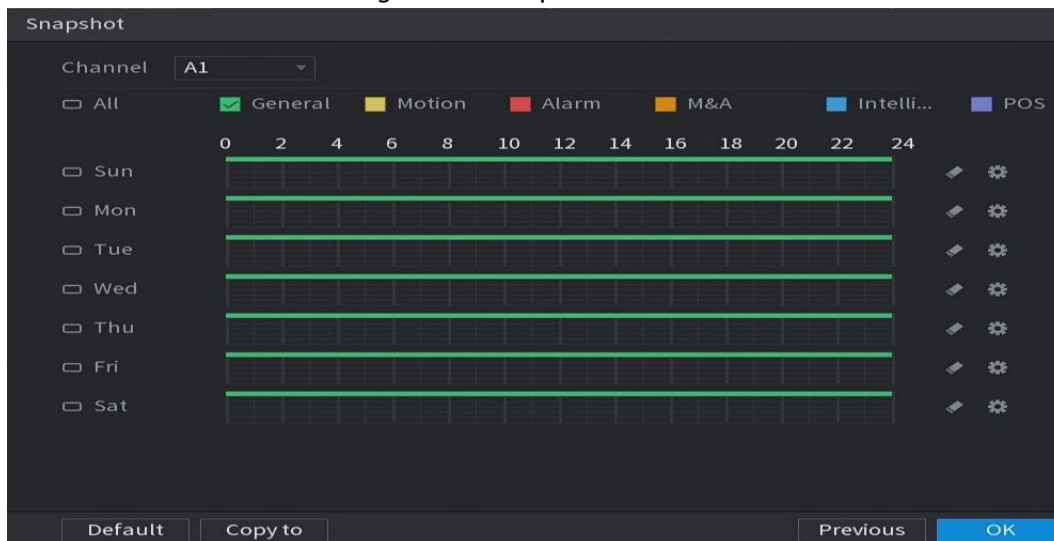 Snapshot
Channel A1
All General Motion Alarm M&A Intelli... POS
0 2 4 6 8 10 12 14 16 18 20 22 24
Sun
Mon
Tue
Wed
Thu
Fri
Sat
Default Copy to Previous OK